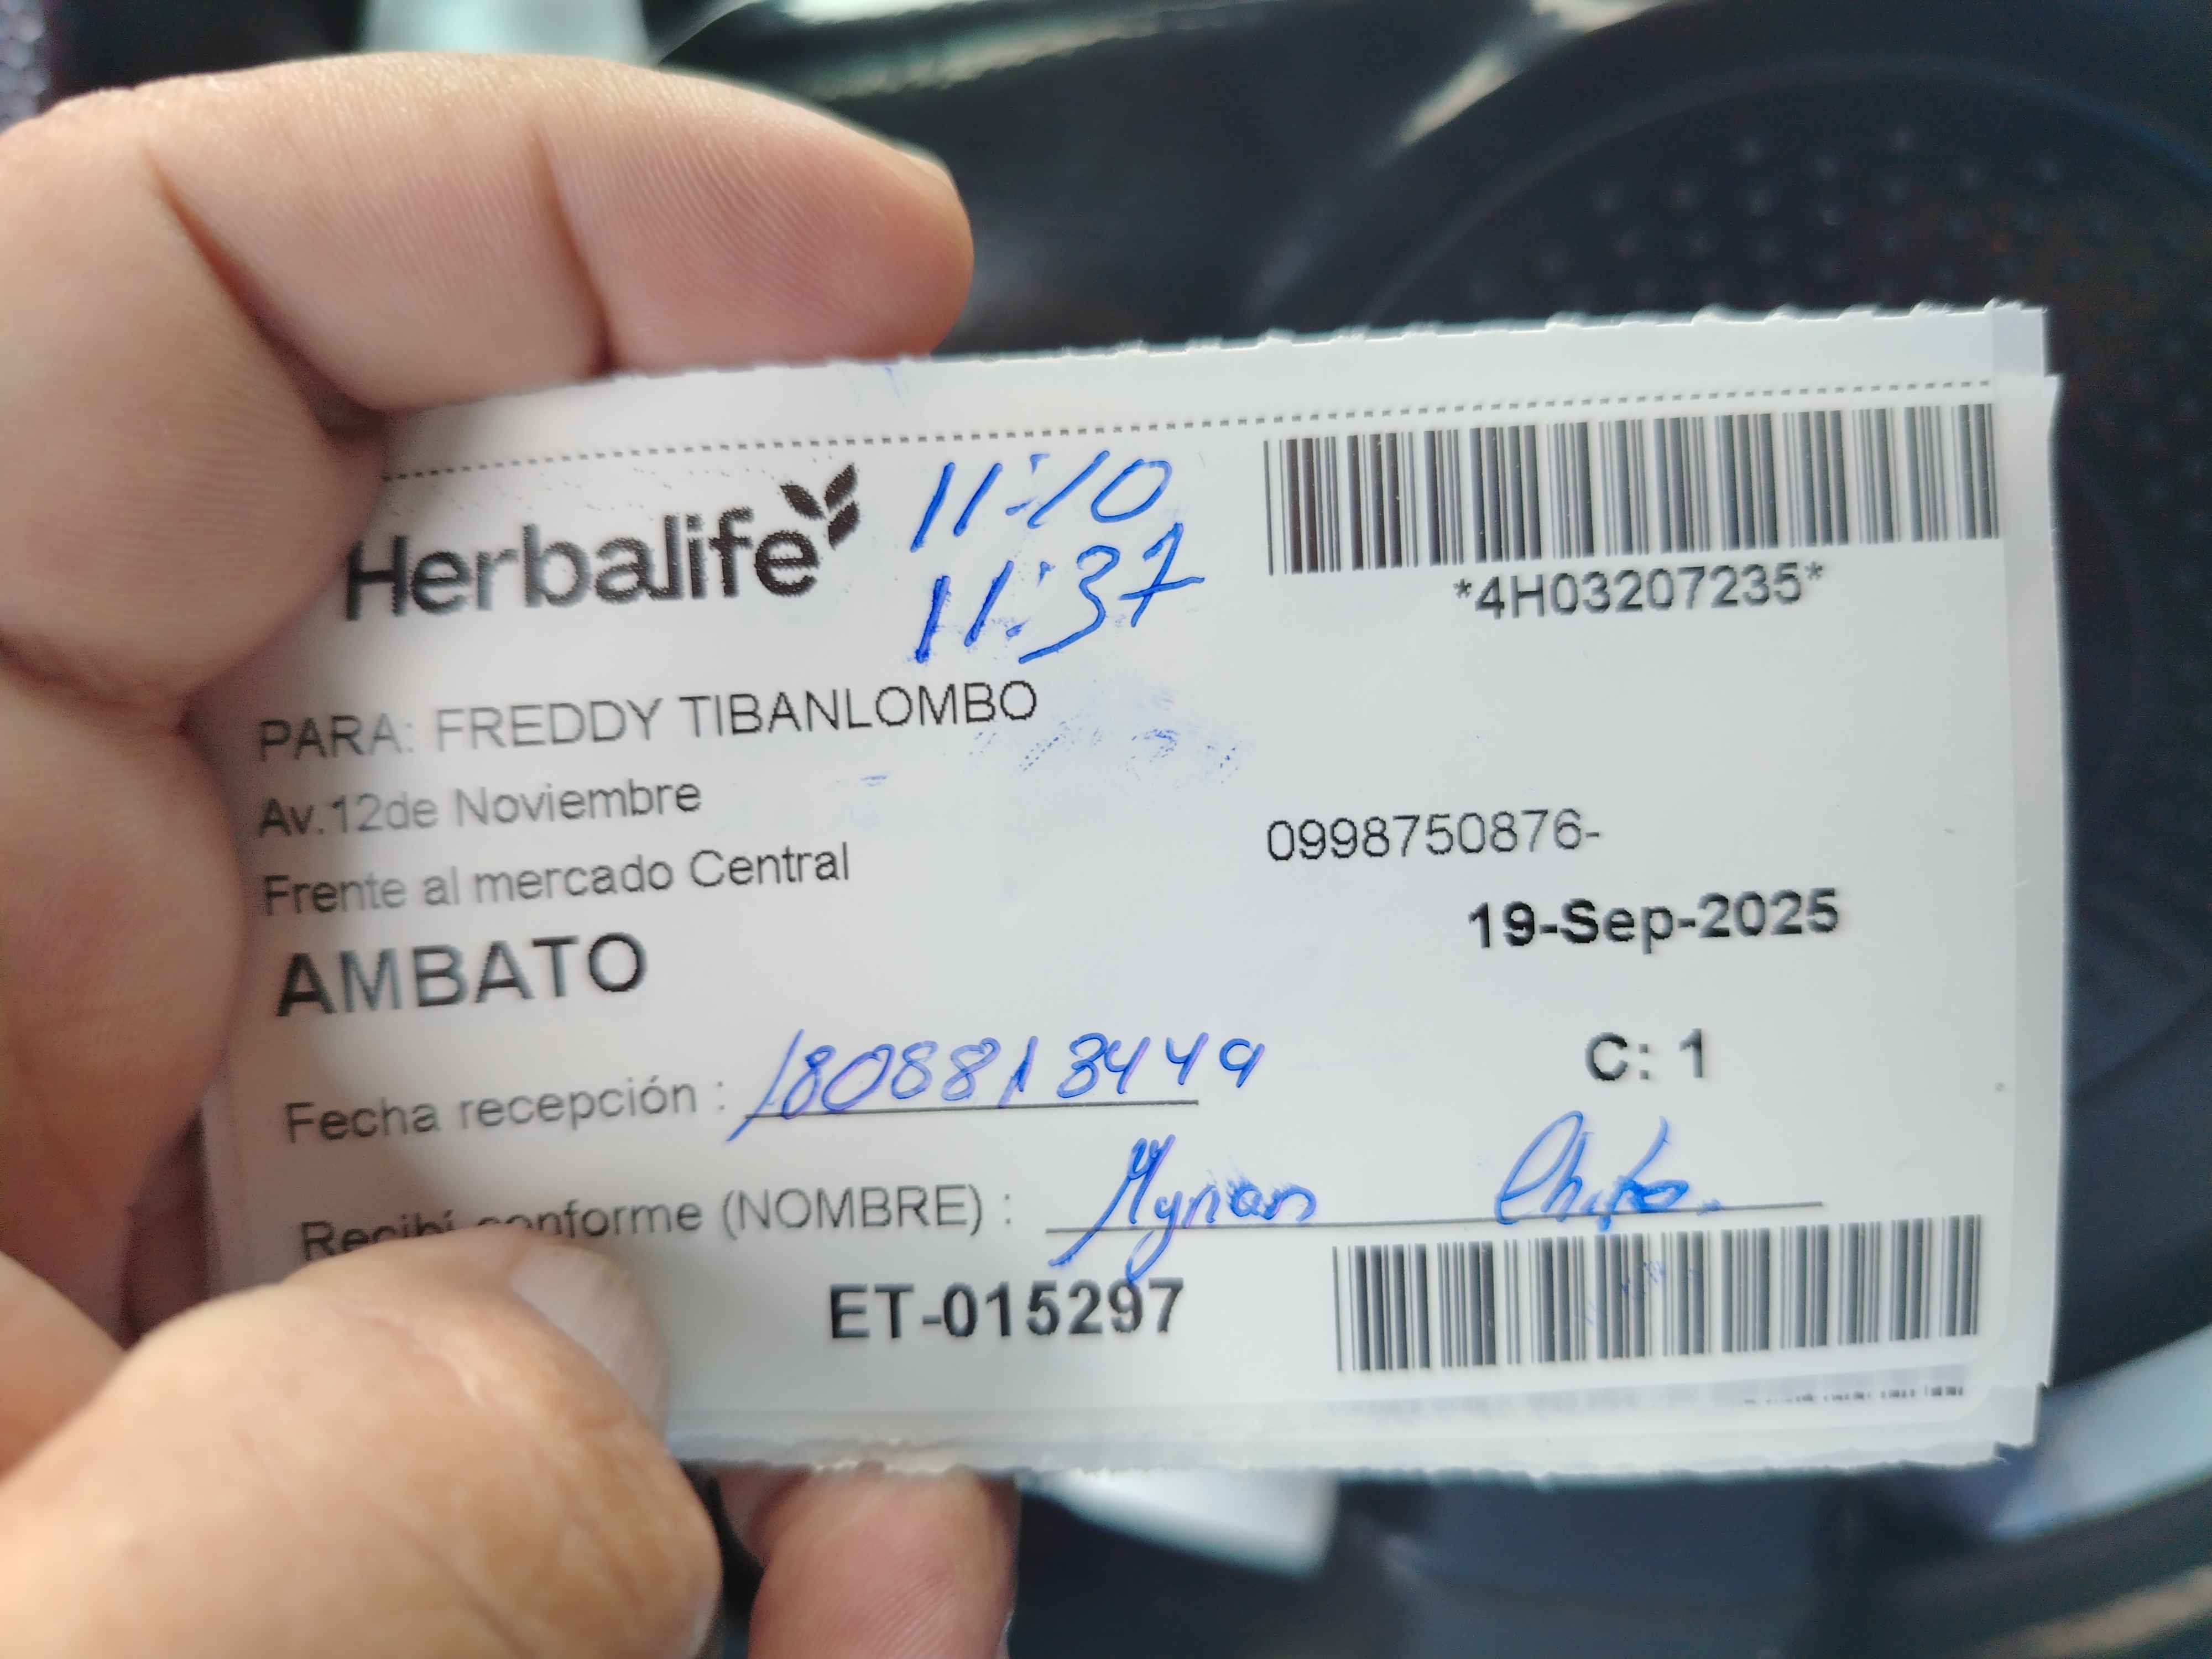 Herbalife
11:10
11:37
*4H03207235*
PARA: FREDDY TIBANLOMBO
Av.12de Noviembre
Frente al mercado Central
0998750876-
AMBATO
19-Sep-2025
C: 1
Fecha recepción : 1808813449
Recibí conforme (NOMBRE) : Myrian
ET-015297